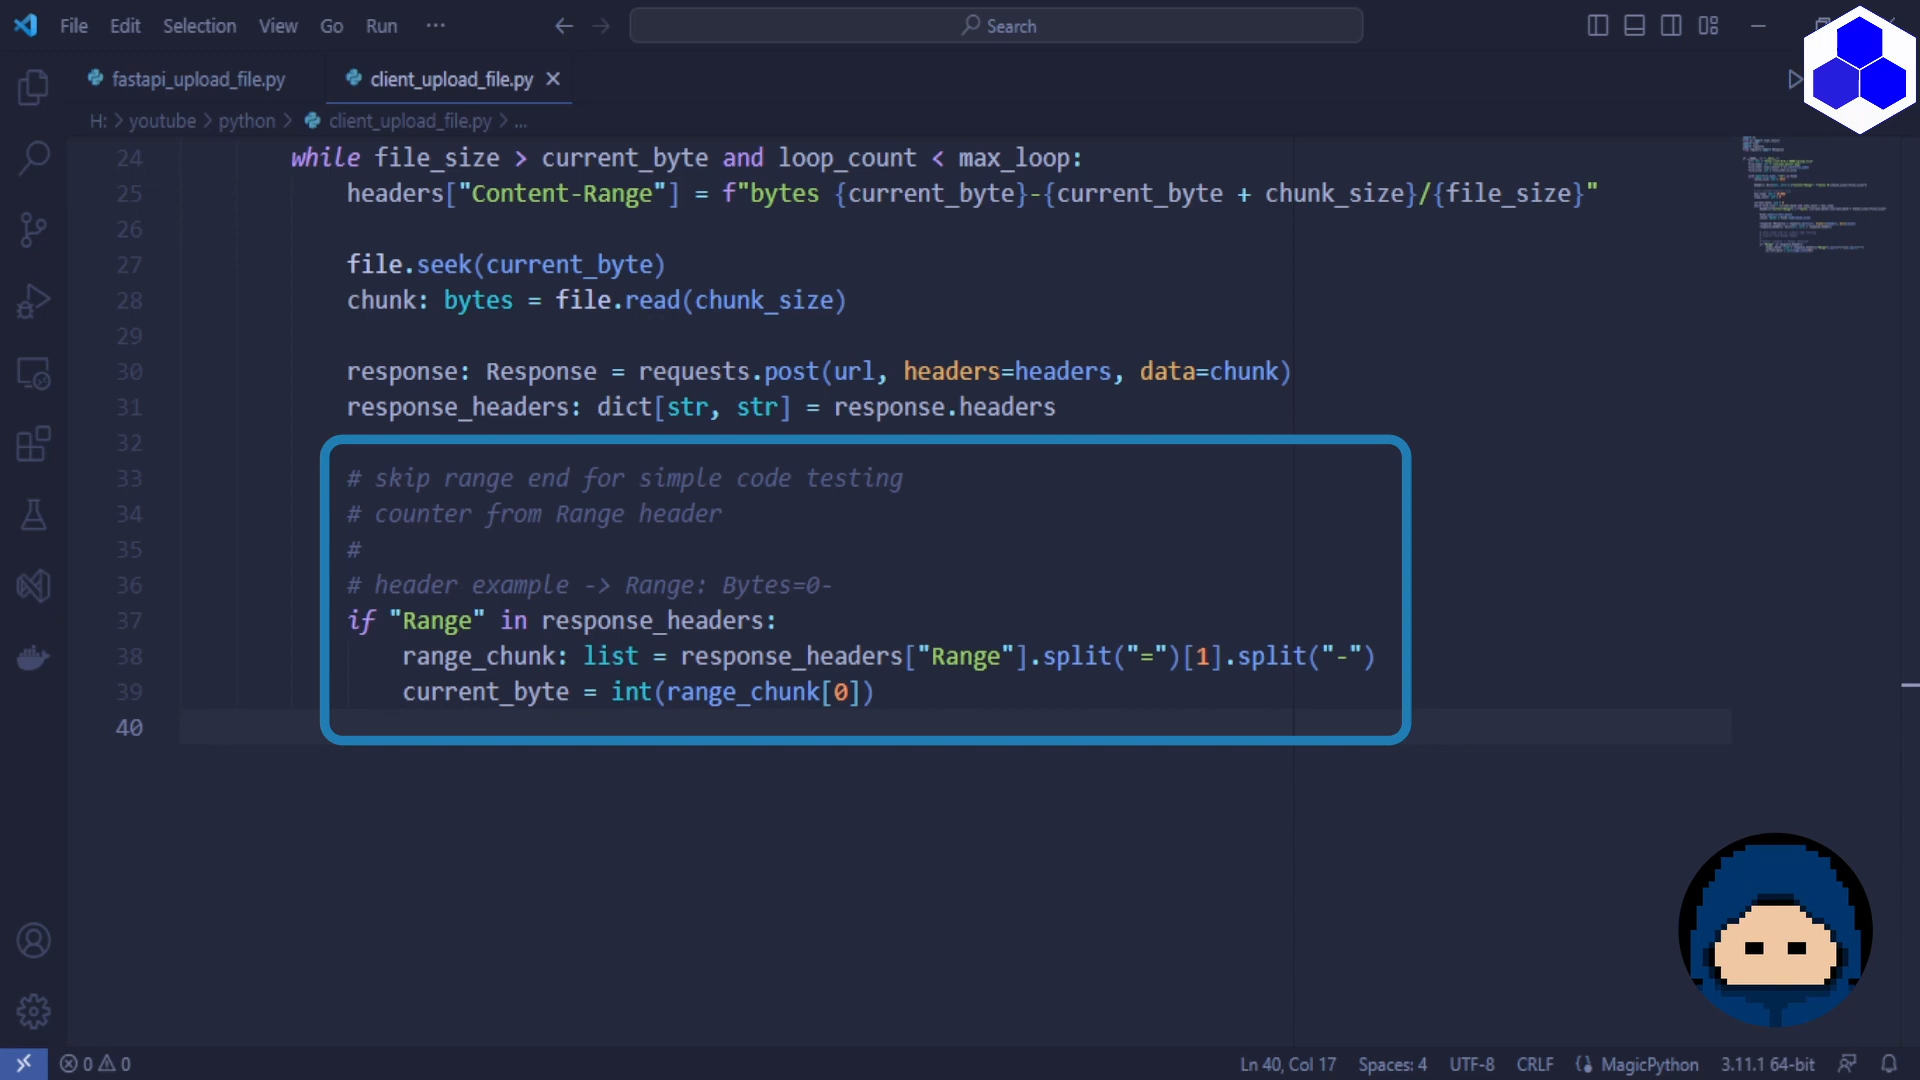 File Edit Selection View Go Run ···
Search
fastapi_upload_file.py
client_upload_file.py
H: > youtube > python > client_upload_file.py > ...
24 while file_size > current_byte and loop_count < max_loop:
25 headers["Content-Range"] = f"bytes {current_byte}-{current_byte + chunk_size}/{file_size}"
26
27 file.seek(current_byte)
28 chunk: bytes = file.read(chunk_size)
29
30 response: Response = requests.post(url, headers=headers, data=chunk)
31 response_headers: dict[str, str] = response.headers
32
33 # skip range end for simple code testing
34 # counter from Range header
35 #
36 # header example -> Range: Bytes=0-
37 if "Range" in response_headers:
38 range_chunk: list = response_headers["Range"].split("=")[1].split("-")
39 current_byte = int(range_chunk[0])
40
0 0
Ln 40, Col 17 Spaces: 4 UTF-8 CRLF MagicPython 3.11.1 64-bit